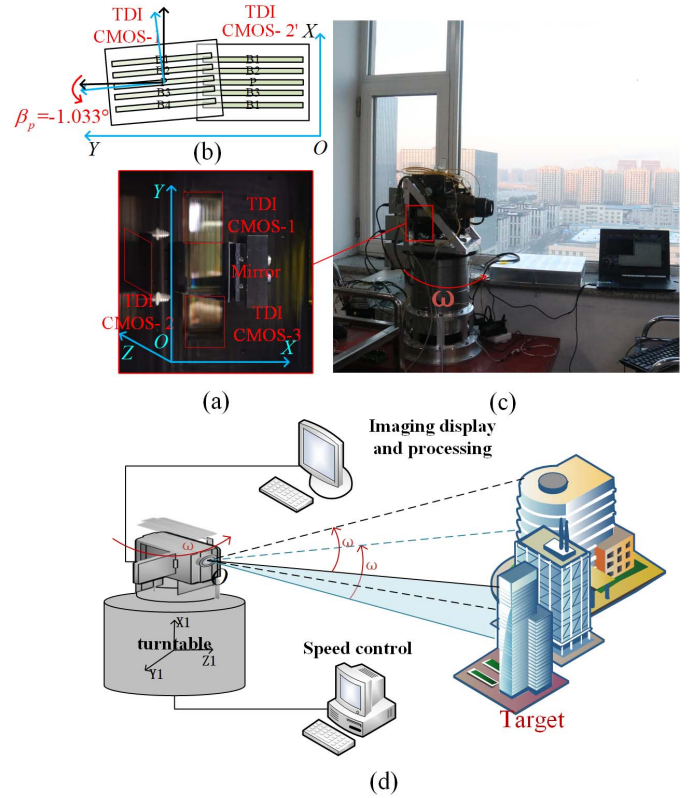 TDI
CMOS-1
TDI
CMOS- 2'
X
B1
B2
B3
B4
B1
B2
P
B3
B1
βp=-1.033°
Y
O
(b)
Y
TDI
CMOS-1
Mirror
TDI
CMOS- 2
TDI
CMOS-3
Z
O
X
ω
(a)
(c)
Imaging display
and processing
ω
ω
ω
X1
turntable
Z1
Y1
Speed control
Target
(d)